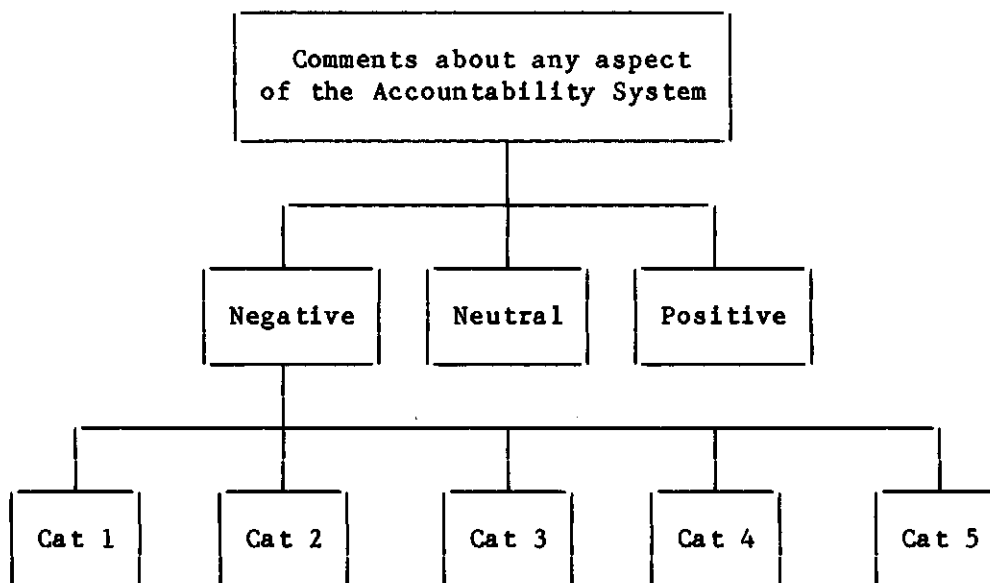 Comments about any aspect
of the Accountability System
Negative
Neutral
Positive
Cat 1
Cat 2
Cat 3
Cat 4
Cat 5